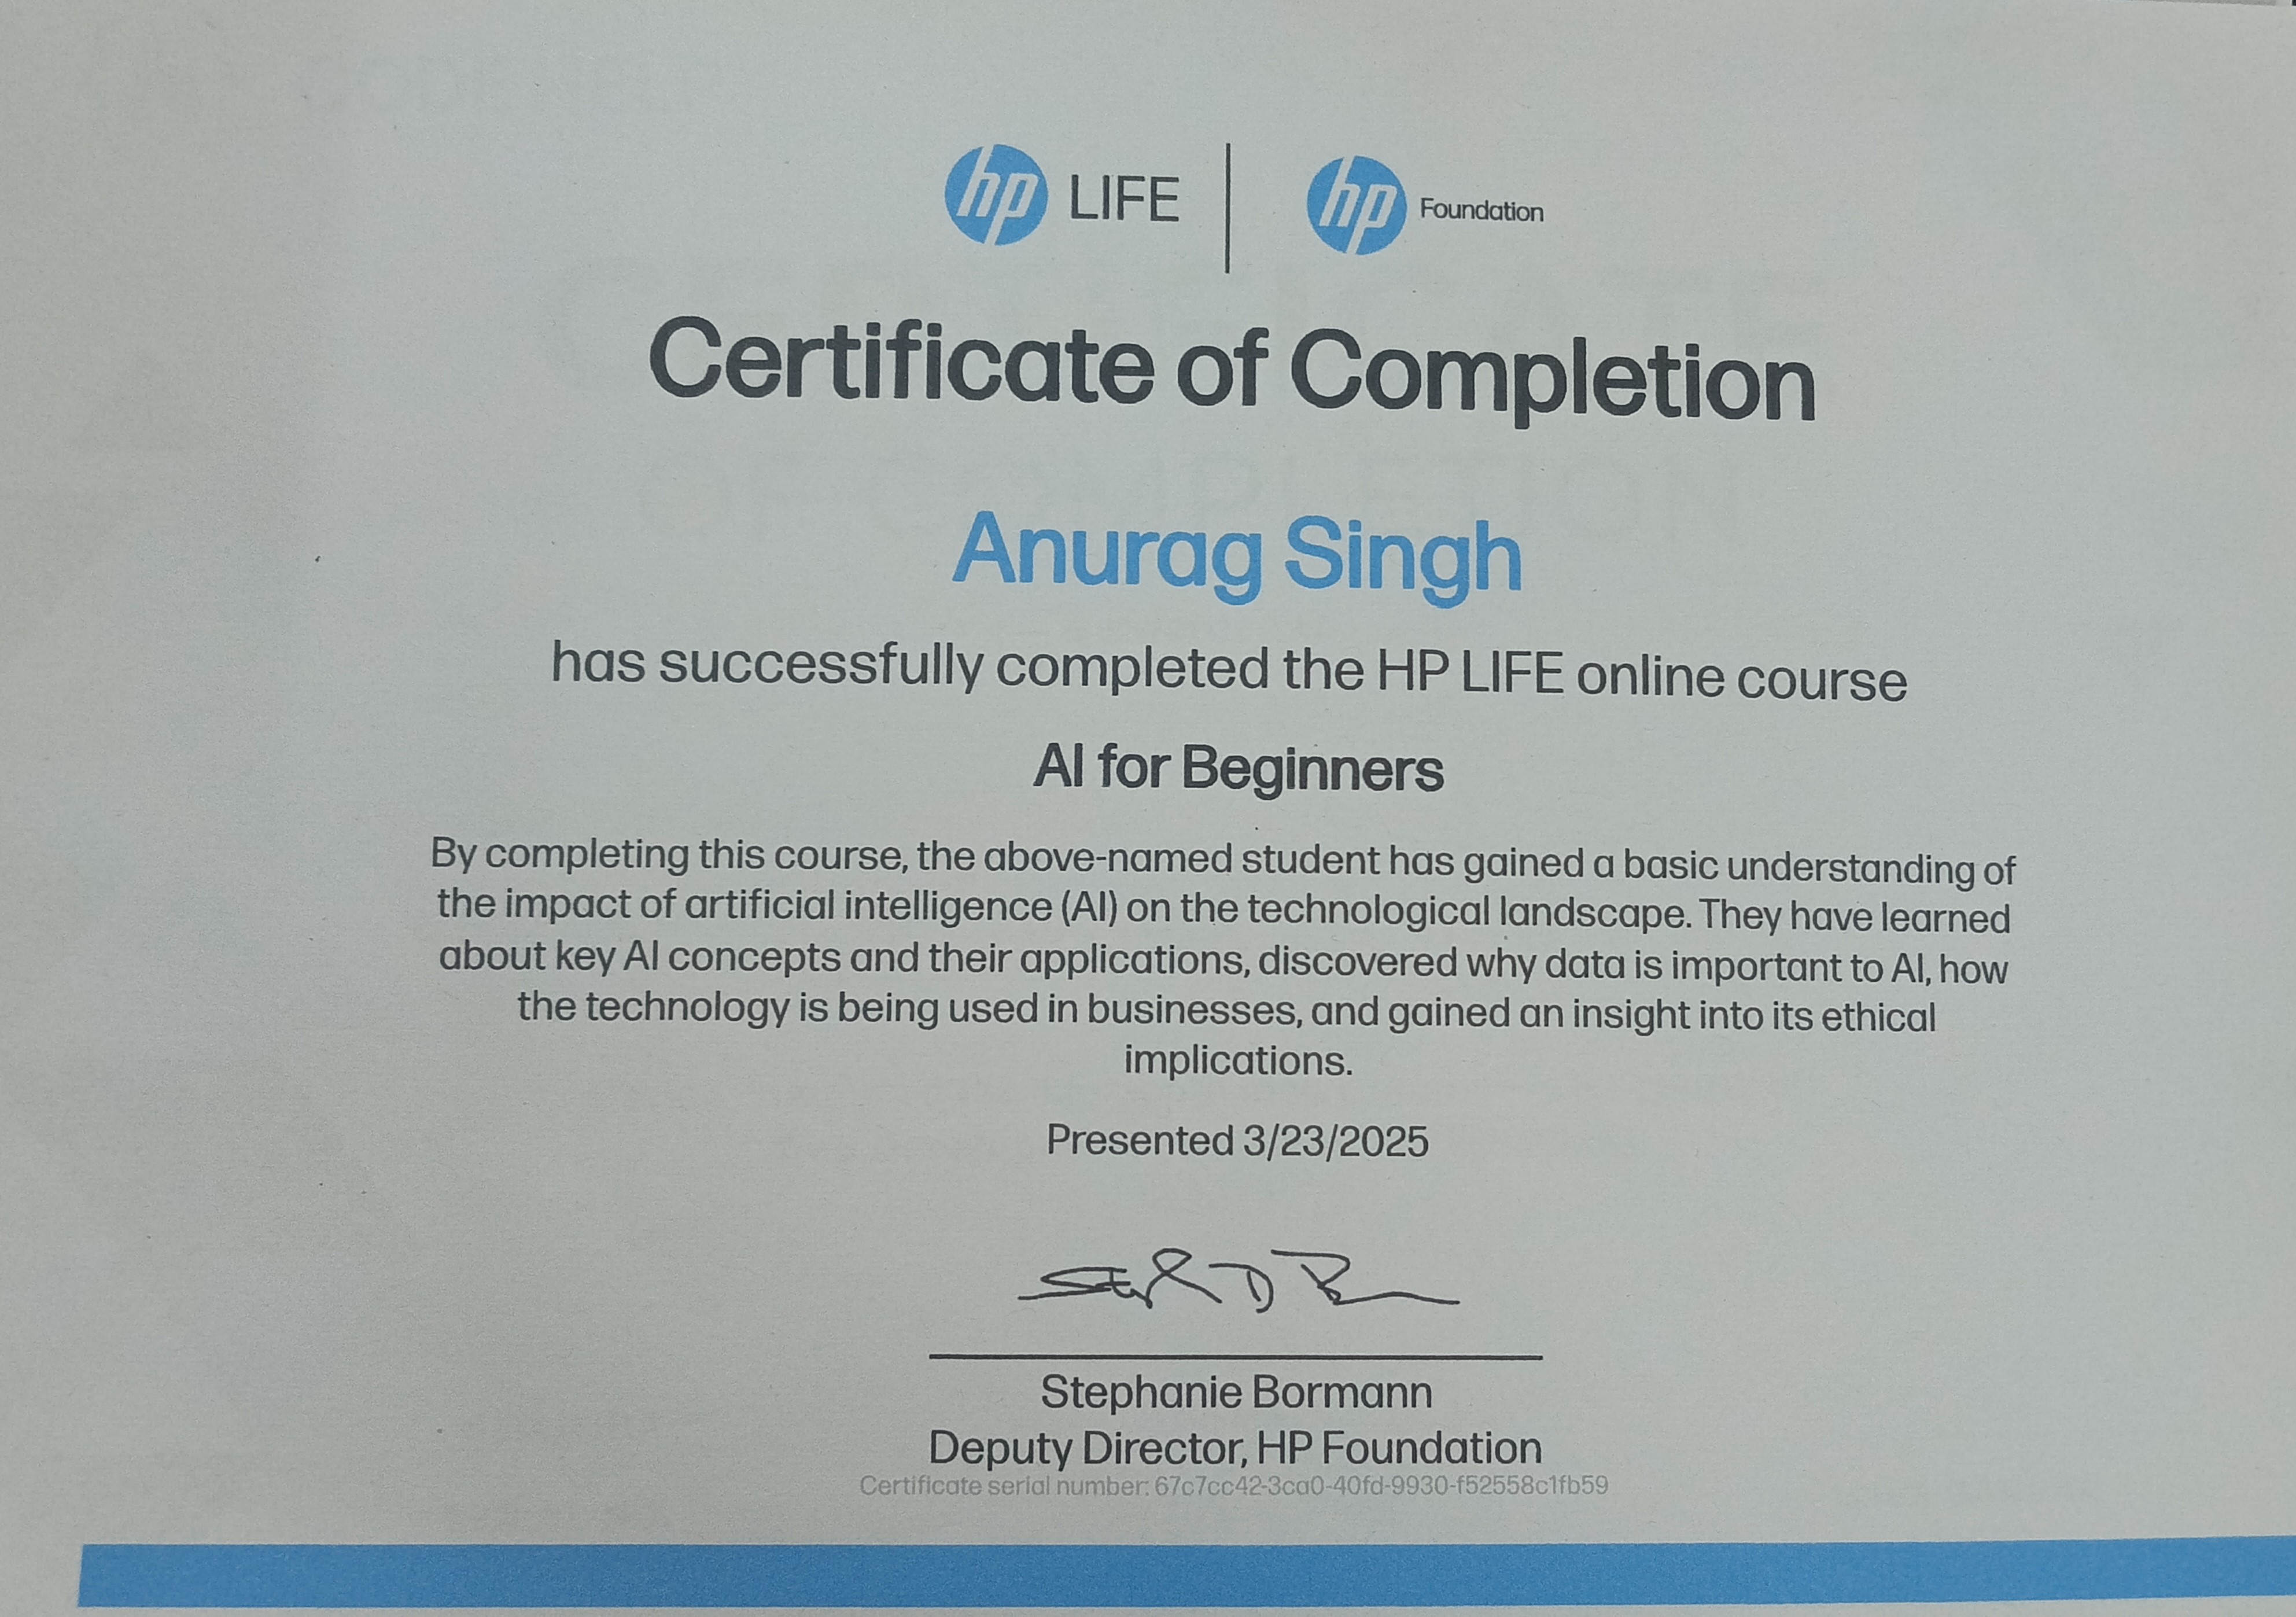 hp LIFE
hp Foundation
Certificate of Completion
Anurag Singh
has successfully completed the HP LIFE online course
AI for Beginners
By completing this course, the above-named student has gained a basic understanding of
the impact of artificial intelligence (AI) on the technological landscape. They have learned
about key AI concepts and their applications, discovered why data is important to AI, how
the technology is being used in businesses, and gained an insight into its ethical
implications.
Presented 3/23/2025
Stephanie Bormann
Deputy Director, HP Foundation
Certificate serial number: 67c7cc42-3ca0-40fd-9930-f52558c1fb59